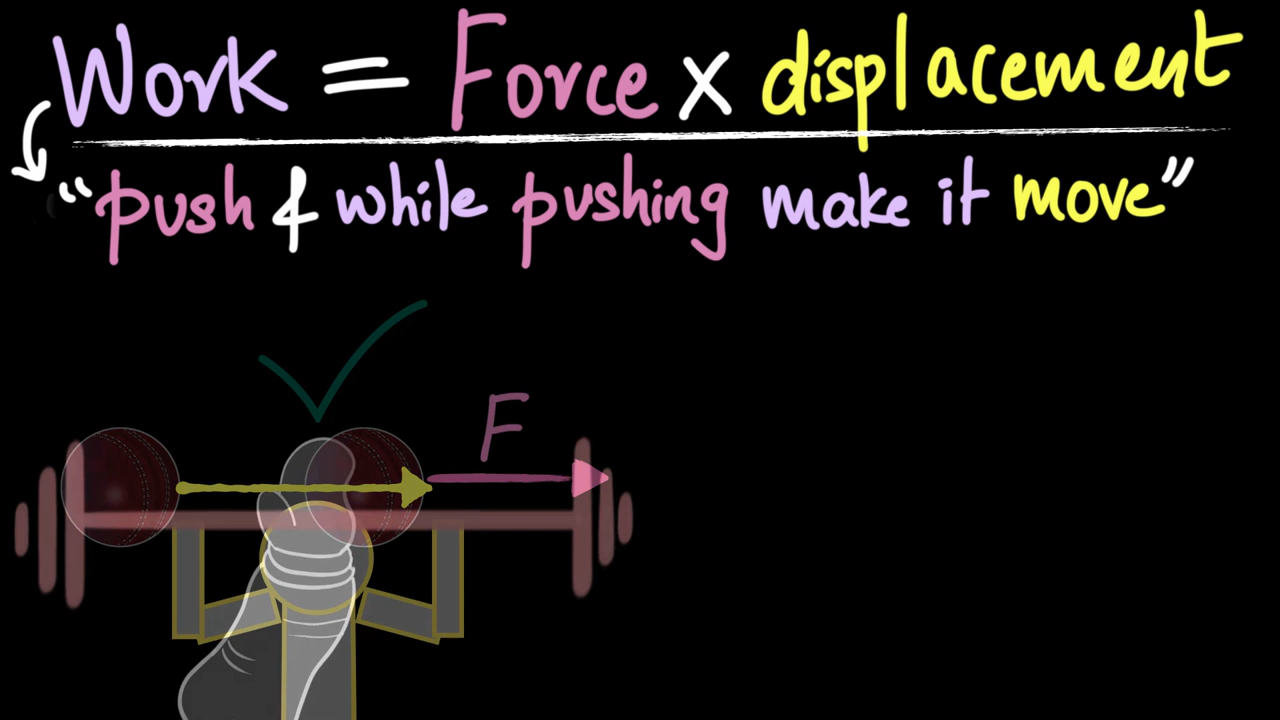 Work = Force x displacement
“push & while pushing make it move”
F